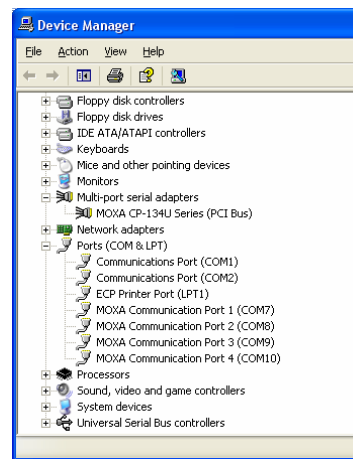 Device Manager
File Action View Help
Floppy disk controllers
Floppy disk drives
IDE ATA/ATAPI controllers
Keyboards
Mice and other pointing devices
Monitors
Multi-port serial adapters
MOXA CP-134U Series (PCI Bus)
Network adapters
Ports (COM & LPT)
Communications Port (COM1)
Communications Port (COM2)
ECP Printer Port (LPT1)
MOXA Communication Port 1 (COM7)
MOXA Communication Port 2 (COM8)
MOXA Communication Port 3 (COM9)
MOXA Communication Port 4 (COM10)
Processors
Sound, video and game controllers
System devices
Universal Serial Bus controllers